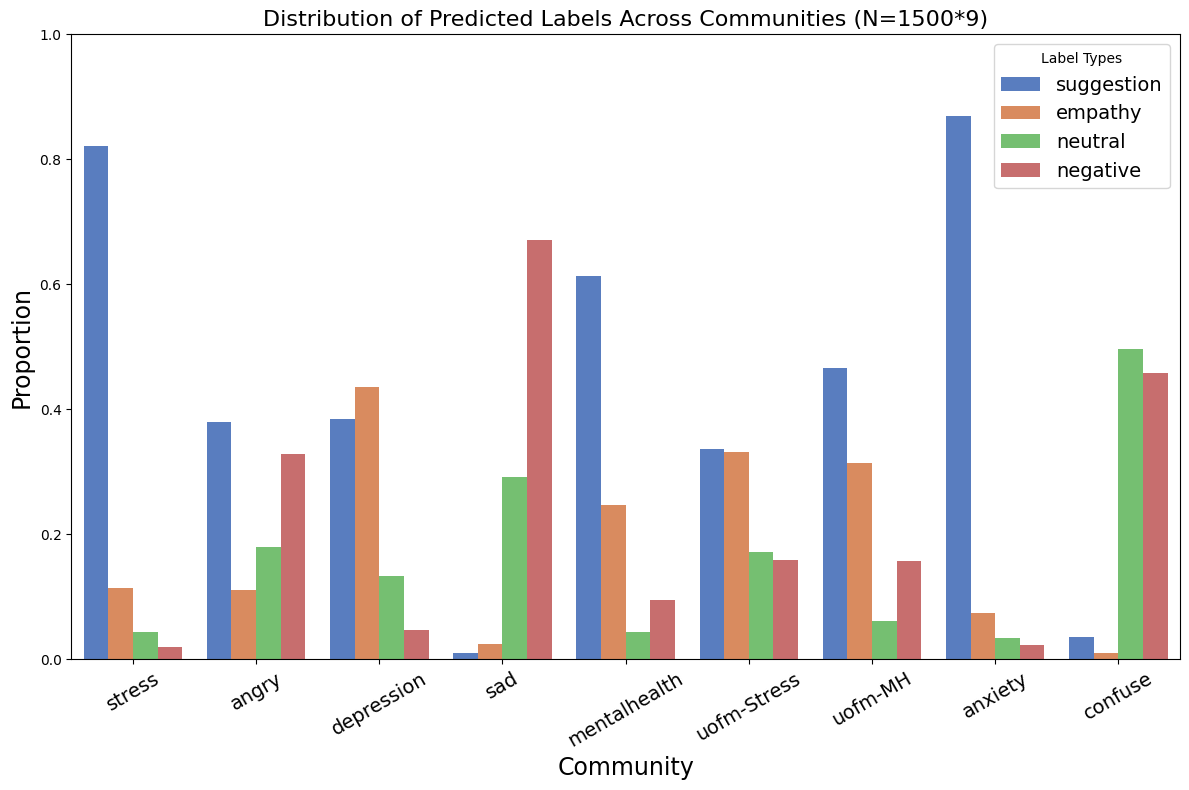 Distribution of Predicted Labels Across Communities (N=1500*9)
Label Types
suggestion
empathy
neutral
negative
Proportion
1.0
0.8
0.6
0.4
0.2
0.0
stress
angry
depression
sad
mentalhealth
uofm-Stress
uofm-MH
anxiety
confuse
Community